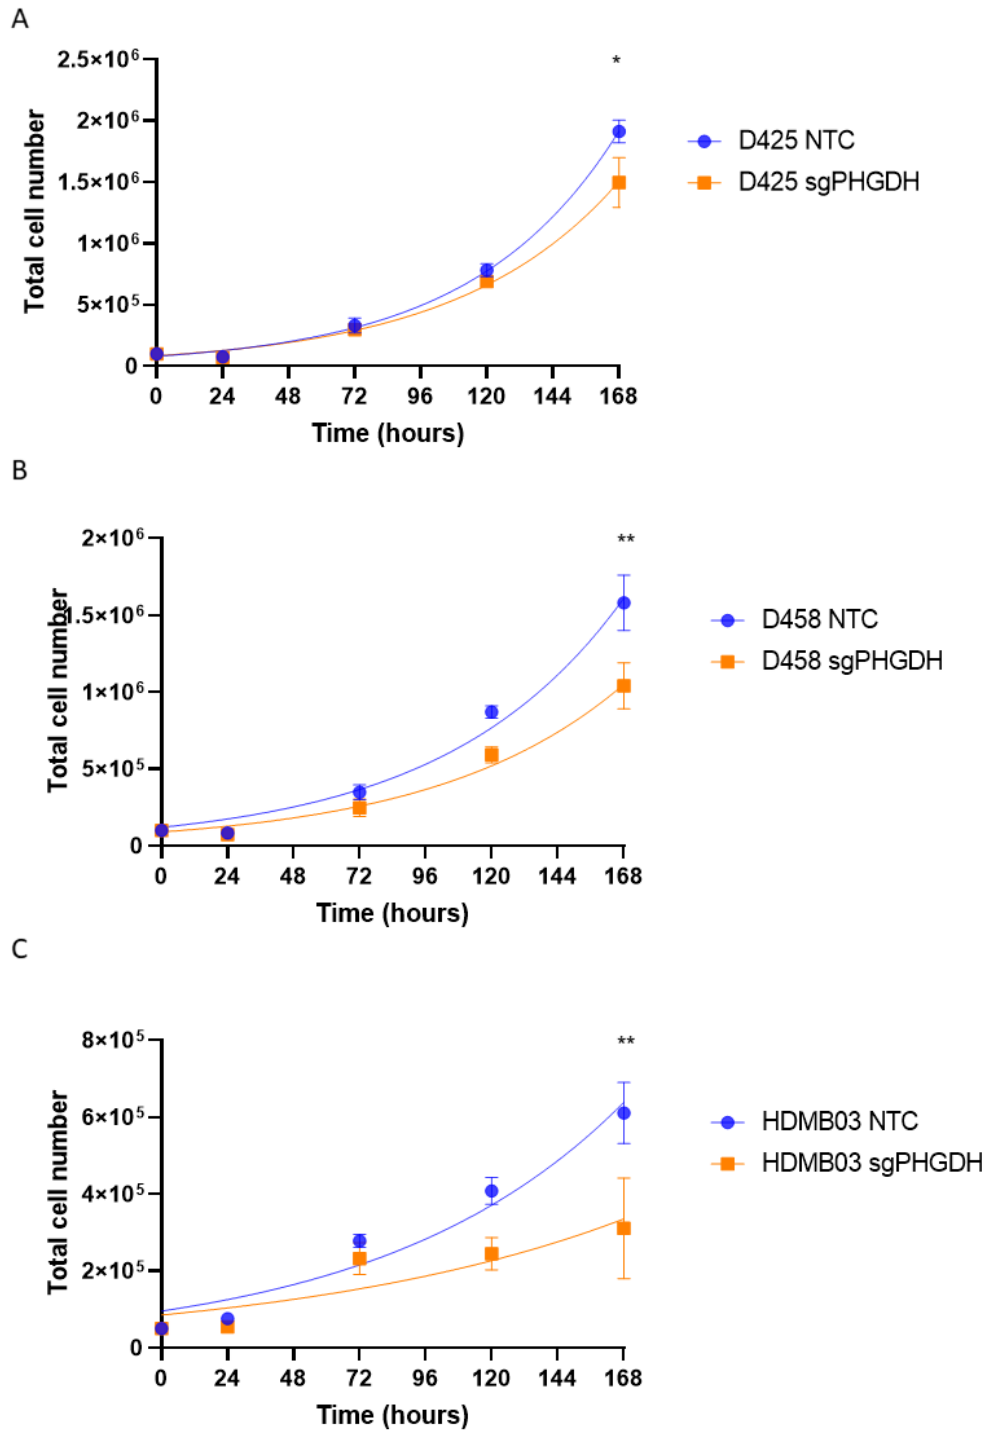 A
2.5×10⁶
2×10⁶
1.5×10⁶
1×10⁶
5×10⁵
0
Total cell number
*
0 24 48 72 96 120 144 168
Time (hours)
D425 NTC
D425 sgPHGDH
B
2×10⁶
1.5×10⁶
1×10⁶
5×10⁵
0
Total cell number
**
0 24 48 72 96 120 144 168
Time (hours)
D458 NTC
D458 sgPHGDH
C
8×10⁵
6×10⁵
4×10⁵
2×10⁵
0
Total cell number
**
0 24 48 72 96 120 144 168
Time (hours)
HDMB03 NTC
HDMB03 sgPHGDH